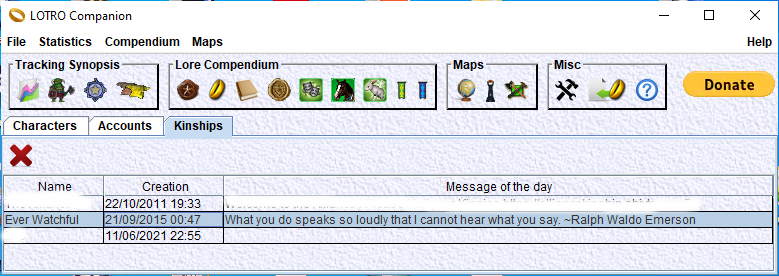 LOTRO Companion
File Statistics Compendium Maps Help
Tracking Synopsis Lore Compendium Maps Misc
Donate
Characters Accounts Kinships
Name Creation Message of the day
22/10/2011 19:33
Ever Watchful 21/09/2015 00:47 What you do speaks so loudly that I cannot hear what you say. ~Ralph Waldo Emerson
11/06/2021 22:55